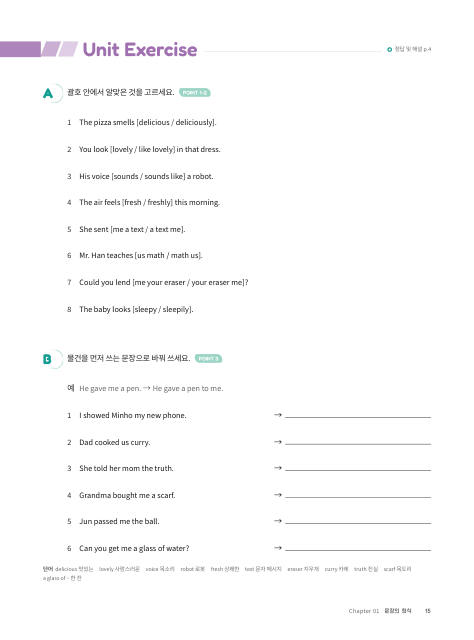 Unit Exercise
정답 및 해설 p.4
A 괄호 안에서 알맞은 것을 고르세요. POINT 1-2
1 The pizza smells [delicious / deliciously].
2 You look [lovely / like lovely] in that dress.
3 His voice [sounds / sounds like] a robot.
4 The air feels [fresh / freshly] this morning.
5 She sent [me a text / a text me].
6 Mr. Han teaches [us math / math us].
7 Could you lend [me your eraser / your eraser me]?
8 The baby looks [sleepy / sleepily].
B 물건을 먼저 쓰는 문장으로 바꿔 쓰세요. POINT 3
예 He gave me a pen. → He gave a pen to me.
1 I showed Minho my new phone. →
2 Dad cooked us curry. →
3 She told her mom the truth. →
4 Grandma bought me a scarf. →
5 Jun passed me the ball. →
6 Can you get me a glass of water? →
단어 delicious 맛있는 lovely 사랑스러운 voice 목소리 robot 로봇 fresh 상쾌한 text 문자 메시지 eraser 지우개 curry 카레 truth 진실 scarf 목도리
a glass of ~ 한 잔
Chapter 01 문장의 형식 15